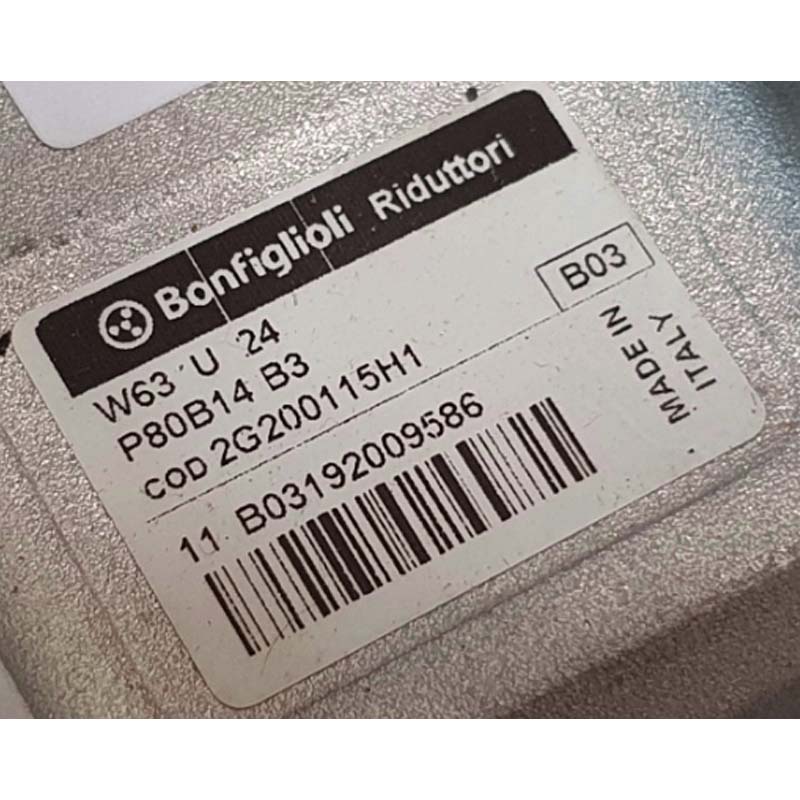 Bonfiglioli Riduttori
W63 U 24
B03
P80B14 B3
COD 2G200115H1
MADE IN
ITALY
11 B03192009586